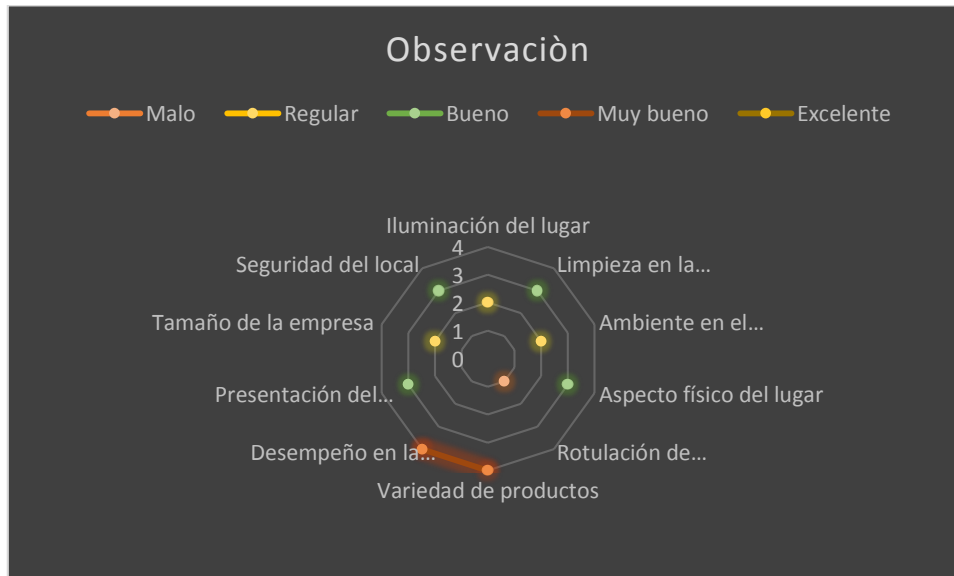 Observaciòn
Malo Regular Bueno Muy bueno Excelente
Iluminación del lugar
Limpieza en la...
Ambiente en el...
Aspecto físico del lugar
Rotulación de...
Variedad de productos
Desempeño en la...
Presentación del...
Tamaño de la empresa
Seguridad del local
4
3
2
1
0